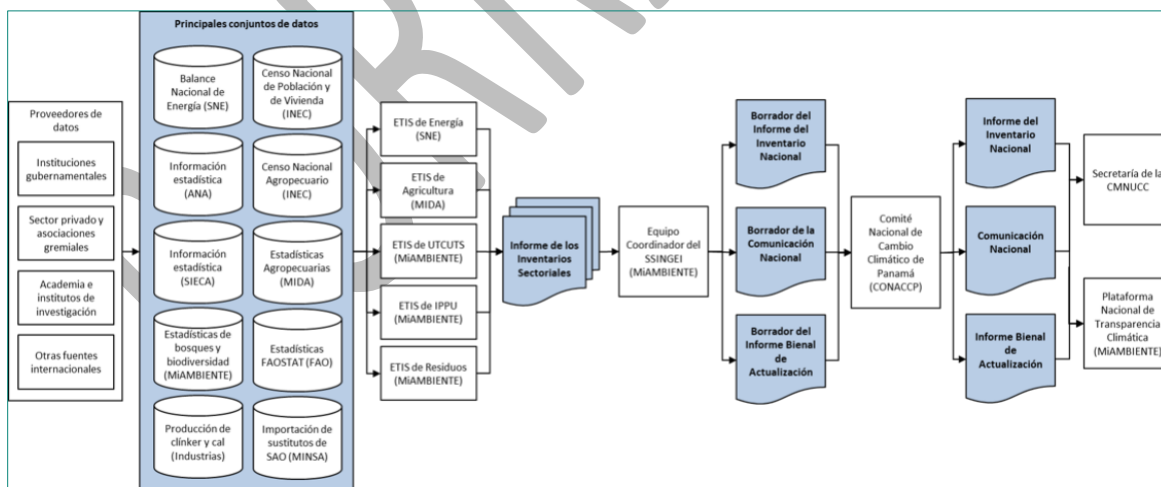 Principales conjuntos de datos
Proveedores de
datos
Instituciones
gubernamentales
Sector privado y
asociaciones
gremiales
Academia e
institutos de
investigación
Otras fuentes
internacionales
Balance
Nacional de
Energía (SNE)
Censo Nacional
de Población y
de Vivienda
(INEC)
Información
estadística
(ANA)
Censo Nacional
Agropecuario
(INEC)
Información
estadística
(SIECA)
Estadísticas
Agropecuarias
(MIDA)
Estadísticas de
bosques y
biodiversidad
(MiAMBIENTE)
Estadísticas
FAOSTAT (FAO)
Producción de
clínker y cal
(Industrias)
Importación de
sustitutos de
SAO (MINSA)
ETIS de Energía
(SNE)
ETIS de
Agricultura
(MIDA)
ETIS de UTCUTS
(MiAMBIENTE)
ETIS de IPPU
(MiAMBIENTE)
ETIS de Residuos
(MiAMBIENTE)
Informe de los
Inventarios
Sectoriales
Equipo
Coordinador del
SSINGEI
(MiAMBIENTE)
Borrador del
Informe del
Inventario
Nacional
Borrador de la
Comunicación
Nacional
Borrador del
Informe Bienal de
Actualización
Comité
Nacional de
Cambio
Climático de
Panamá
(CONACCP)
Informe del
Inventario
Nacional
Comunicación
Nacional
Informe Bienal
de
Actualización
Secretaría de la
CMNUCC
Plataforma
Nacional de
Transparencia
Climática
(MiAMBIENTE)